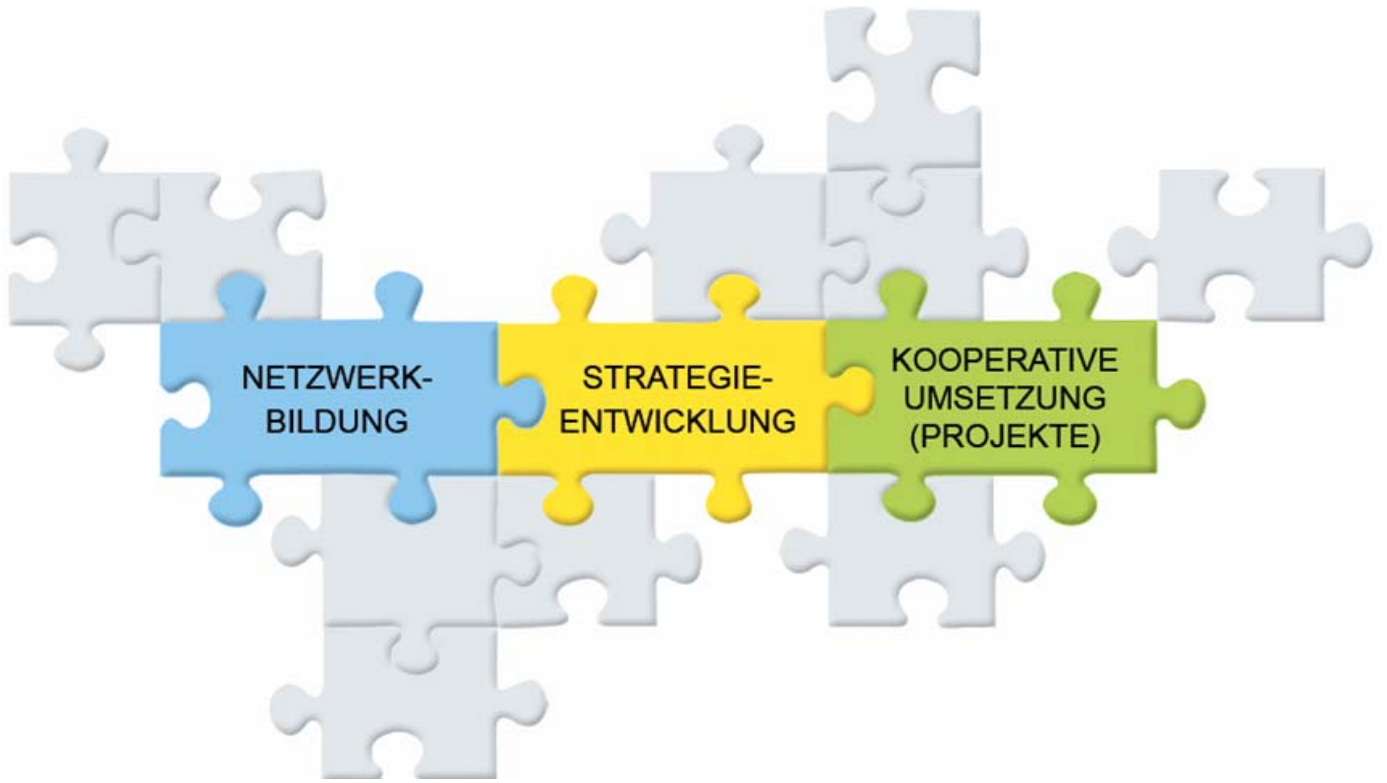 NETZWERK-
BILDUNG
STRATEGIE-
ENTWICKLUNG
KOOPERATIVE
UMSETZUNG
(PROJEKTE)